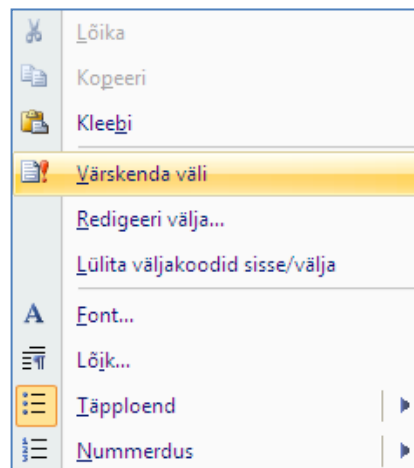 Lõika
Kopeeri
Kleebi
Värskenda väli
Redigeeri välja...
Lülita väljakoodid sisse/välja
Font...
Lõik...
Täpploend
Nummerdus